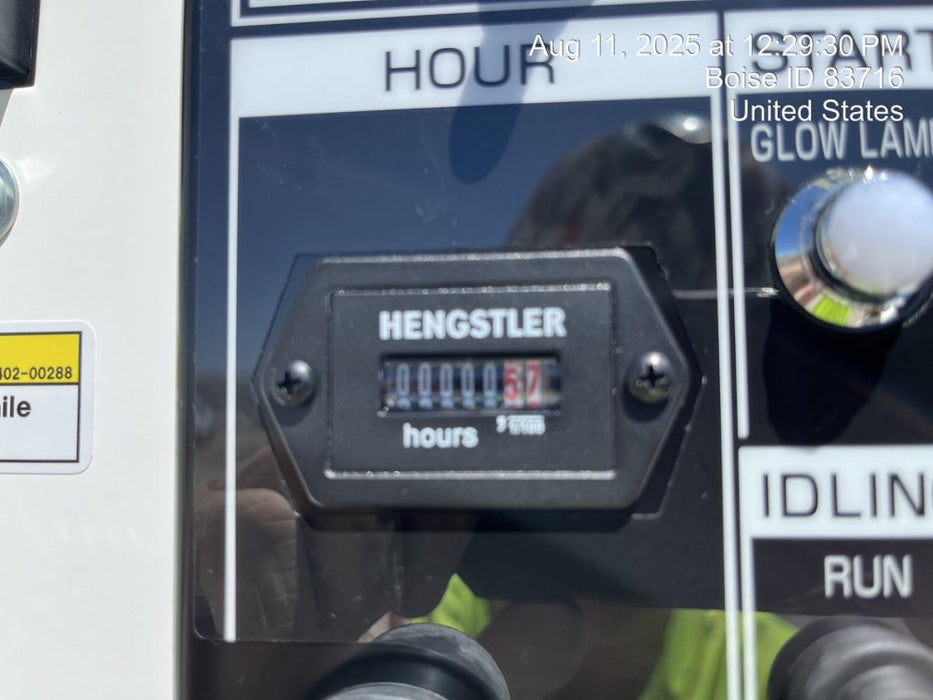 Aug 11, 2025 at 12:29:30 PM
Boise ID 83716
United States
HOUR
START
GLOW LAM
HENGSTLER
0000057
hours
402-00288
ile
IDLIN
RUN